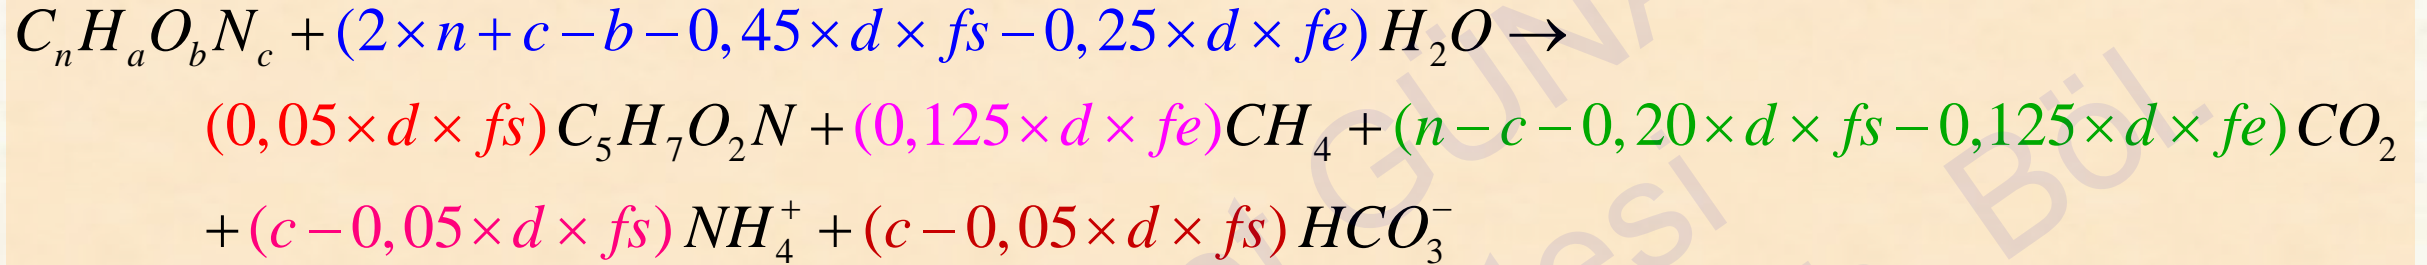 CₙHₐO_bN_c + (2×n+c−b−0,45×d×fs−0,25×d×fe) H₂O →
(0,05×d×fs) C₅H₇O₂N + (0,125×d×fe) CH₄ + (n−c−0,20×d×fs−0,125×d×fe) CO₂
+ (c−0,05×d×fs) NH₄⁺ + (c−0,05×d×fs) HCO₃⁻